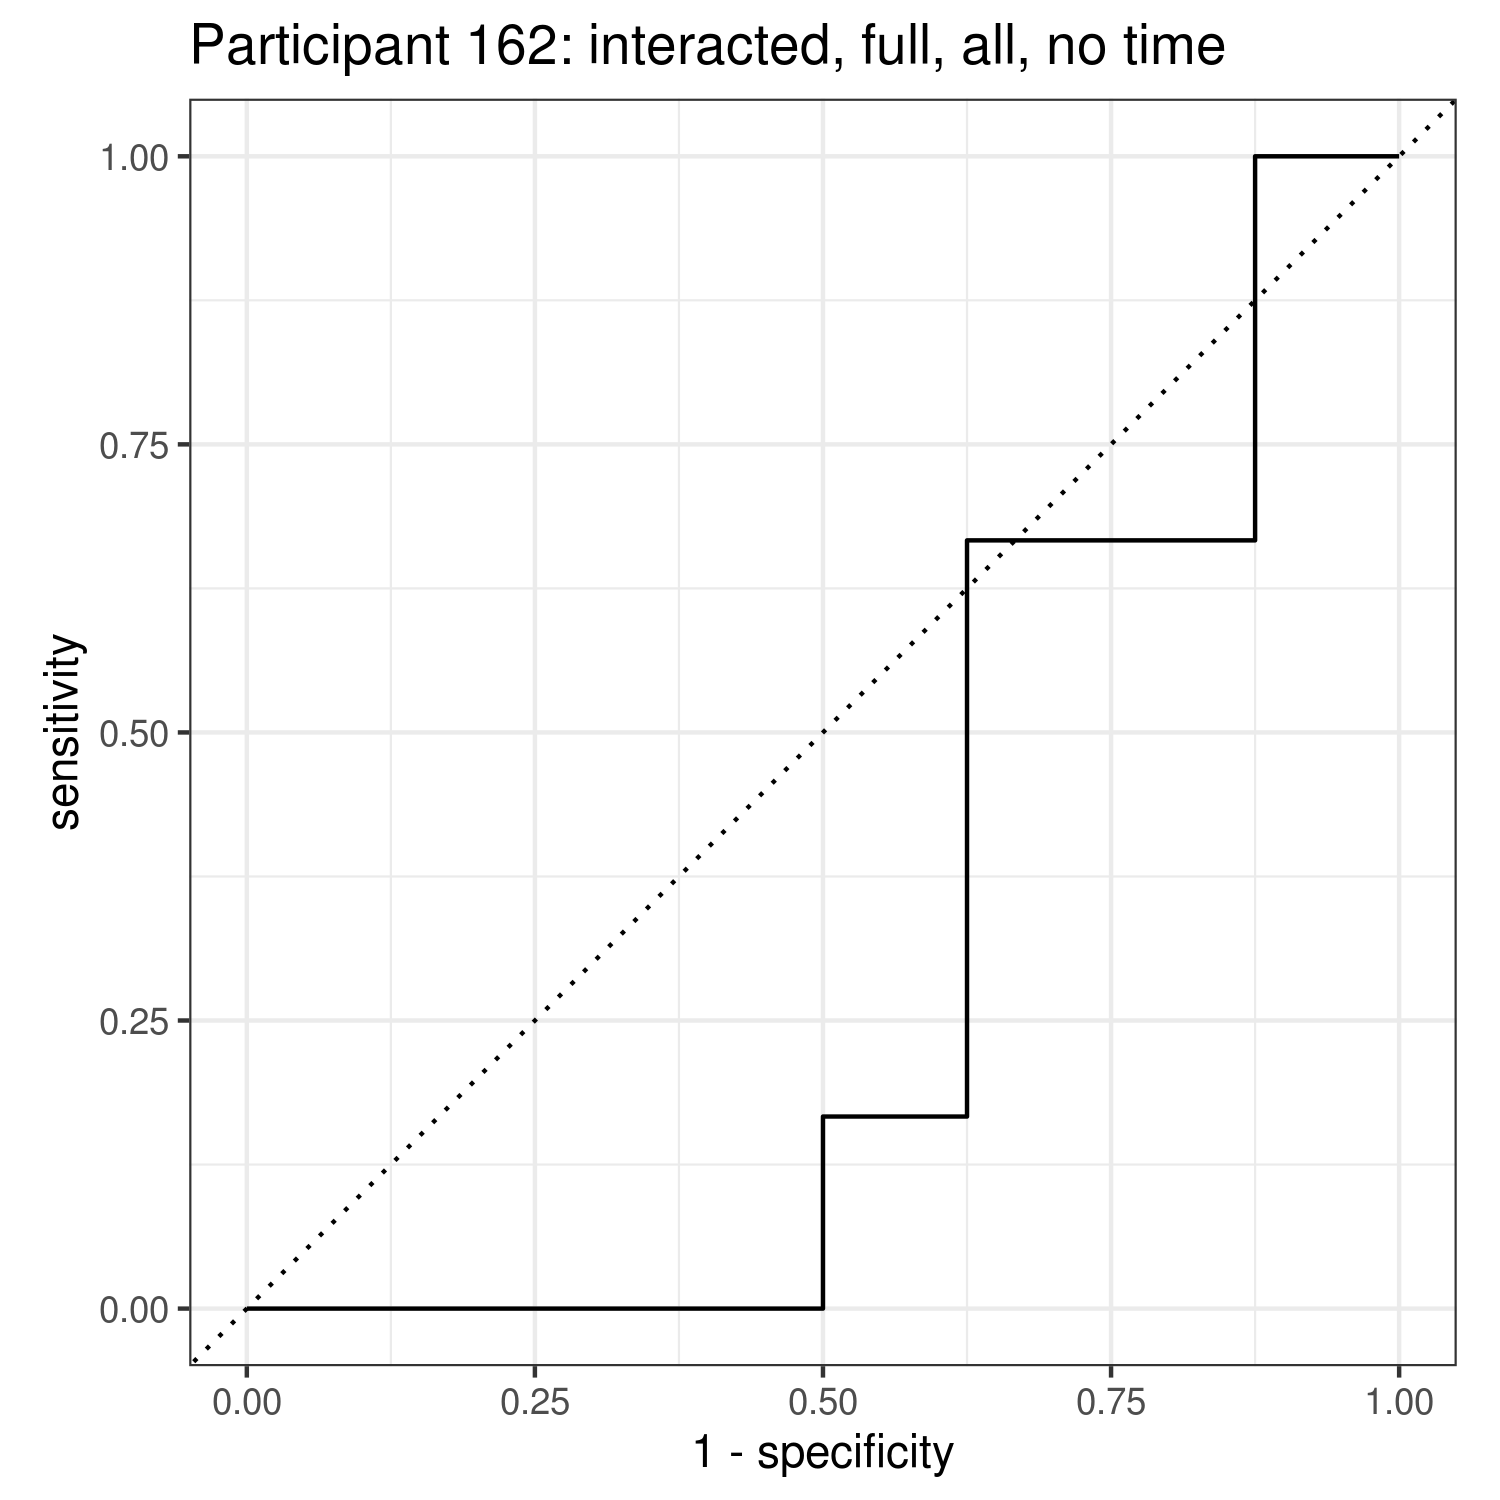 Participant 162: interacted, full, all, no time
1.00
0.75
0.50
0.25
0.00
sensitivity
0.00 0.25 0.50 0.75 1.00
1 - specificity